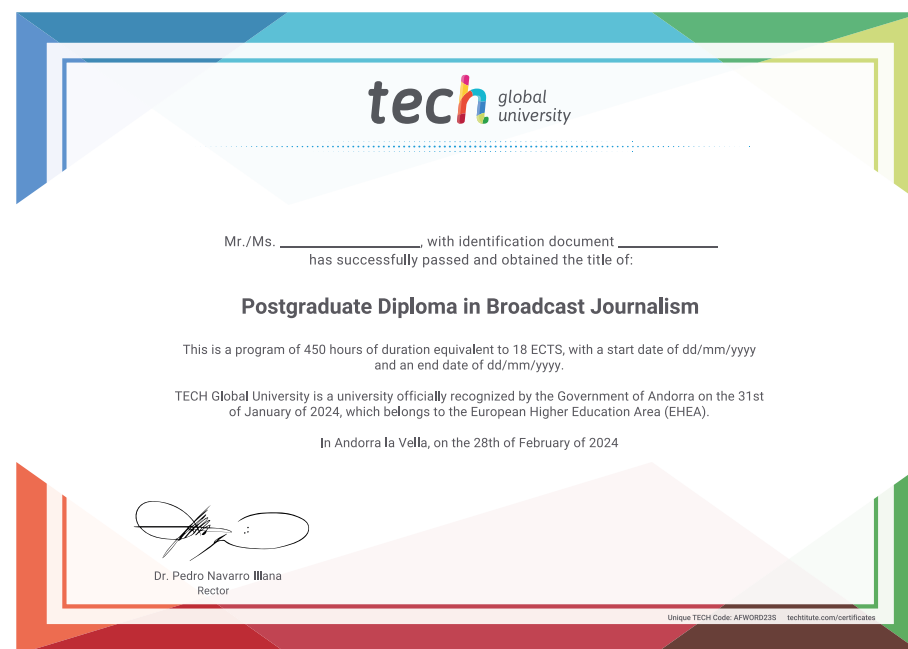 tech global university
Mr./Ms. ____________, with identification document ____________
has successfully passed and obtained the title of:
Postgraduate Diploma in Broadcast Journalism
This is a program of 450 hours of duration equivalent to 18 ECTS, with a start date of dd/mm/yyyy
and an end date of dd/mm/yyyy.
TECH Global University is a university officially recognized by the Government of Andorra on the 31st
of January of 2024, which belongs to the European Higher Education Area (EHEA).
In Andorra la Vella, on the 28th of February of 2024
Dr. Pedro Navarro Illana
Rector
Unique TECH Code: AFWORD23S techtitute.com/certificates